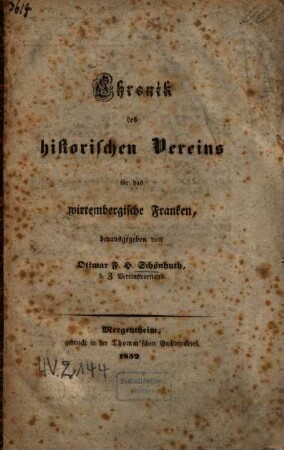 Chronik
des
historischen Vereins
für das
wirtembergische Franken,
herausgegeben von
Ottmar F. H. Schönhuth,
d. Z Vereinsvorstand.
Mergentheim,
gedruckt in der Thomm'schen Buchdruckerei.
1852
HV.Z 144